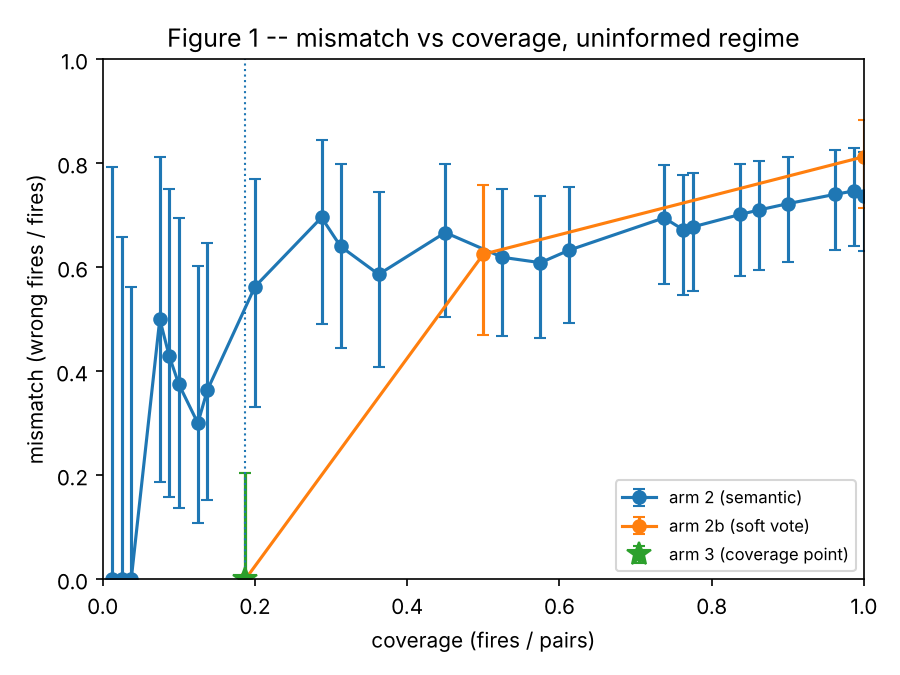 Figure 1 -- mismatch vs coverage, uninformed regime
mismatch (wrong fires / fires)
1.0
0.8
0.6
0.4
0.2
0.0
0.0 0.2 0.4 0.6 0.8 1.0
coverage (fires / pairs)
arm 2 (semantic)
arm 2b (soft vote)
arm 3 (coverage point)